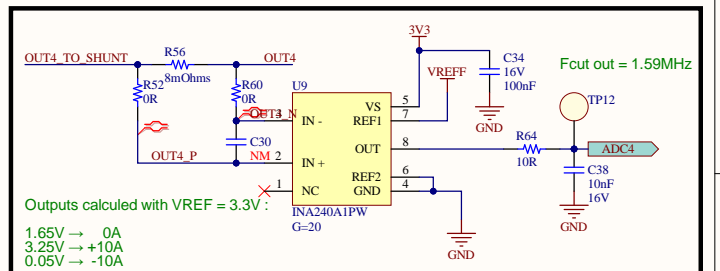 3V3
OUT4_TO_SHUNT
R56
8mOhms
OUT4
R52
0R
R60
0R
U9
VREFF
C34
16V
100nF
GND
Fcut out = 1.59MHz
TP12
OUT4_N
3
IN -
C30
NM
OUT4_P
2
IN +
1
NC
VS
5
REF1
7
OUT
8
REF2
6
GND
4
INA240A1PW
G=20
R64
10R
ADC4
C38
10nF
16V
GND
GND
Outputs calculed with VREF = 3.3V :
1.65V → 0A
3.25V → +10A
0.05V → -10A